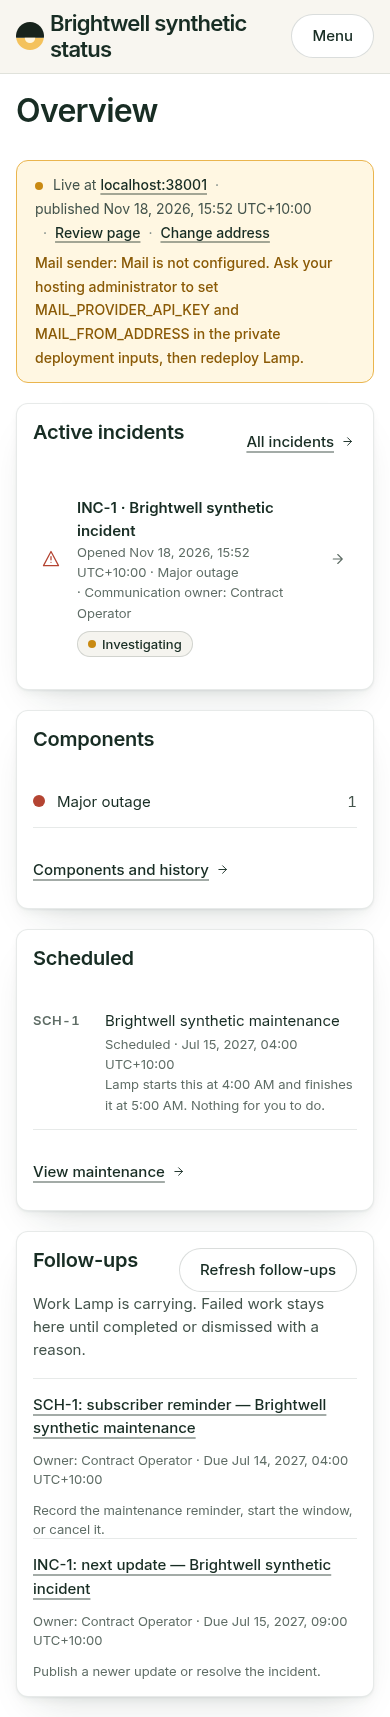 Brightwell synthetic
status
Menu
Overview
Live at localhost:38001 ·
published Nov 18, 2026, 15:52 UTC+10:00
· Review page · Change address
Mail sender: Mail is not configured. Ask your
hosting administrator to set
MAIL_PROVIDER_API_KEY and
MAIL_FROM_ADDRESS in the private
deployment inputs, then redeploy Lamp.
Active incidents
All incidents →
INC-1 · Brightwell synthetic
incident
Opened Nov 18, 2026, 15:52
UTC+10:00 · Major outage
· Communication owner: Contract
Operator
→
Investigating
Components
Major outage 1
Components and history →
Scheduled
SCH-1 Brightwell synthetic maintenance
Scheduled · Jul 15, 2027, 04:00
UTC+10:00
Lamp starts this at 4:00 AM and finishes
it at 5:00 AM. Nothing for you to do.
View maintenance →
Follow-ups
Refresh follow-ups
Work Lamp is carrying. Failed work stays
here until completed or dismissed with a
reason.
SCH-1: subscriber reminder — Brightwell
synthetic maintenance
Owner: Contract Operator · Due Jul 14, 2027, 04:00
UTC+10:00
Record the maintenance reminder, start the window,
or cancel it.
INC-1: next update — Brightwell synthetic
incident
Owner: Contract Operator · Due Jul 15, 2027, 09:00
UTC+10:00
Publish a newer update or resolve the incident.